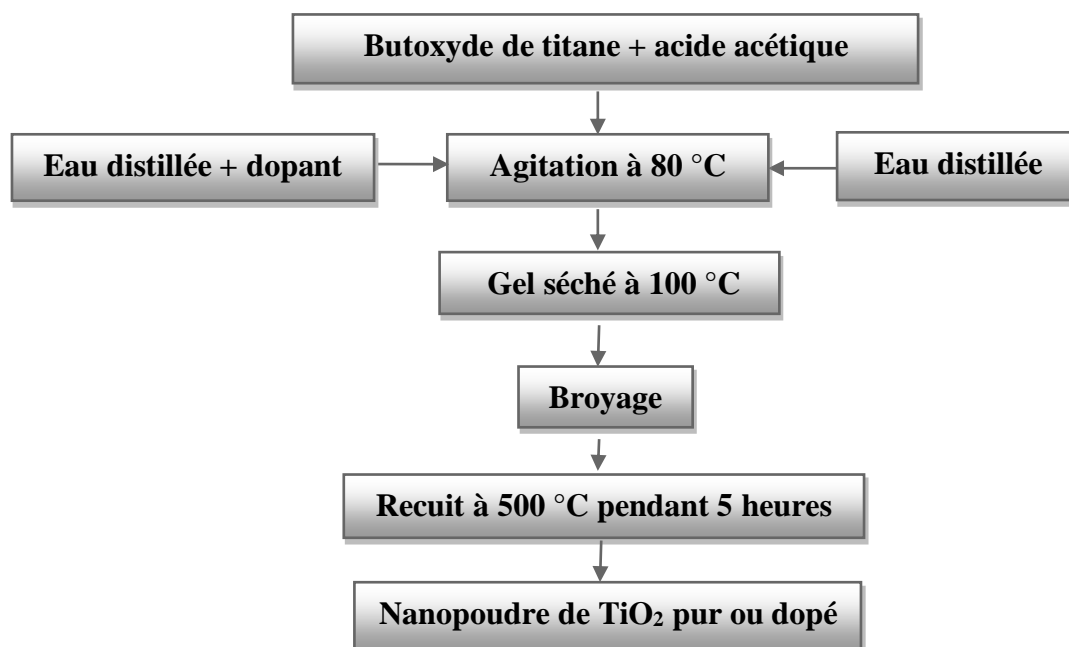 Butoxyde de titane + acide acétique
Eau distillée + dopant
Agitation à 80 °C
Eau distillée
Gel séché à 100 °C
Broyage
Recuit à 500 °C pendant 5 heures
Nanopoudre de TiO₂ pur ou dopé